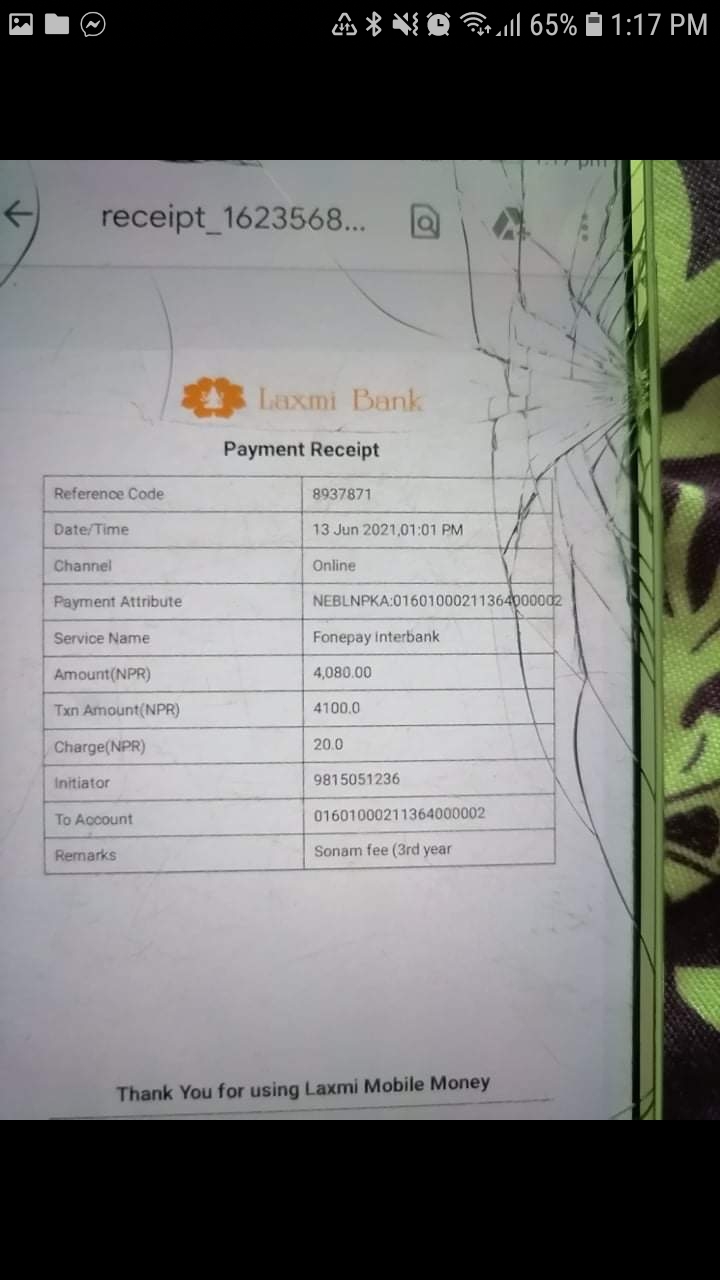 65% 1:17 PM
receipt_1623568...
Laxmi Bank
Payment Receipt
Reference Code 8937871
Date/Time 13 Jun 2021,01:01 PM
Channel Online
Payment Attribute NEBLNPKA:01601000211364000002
Service Name Fonepay Interbank
Amount(NPR) 4,080.00
Txn Amount(NPR) 4100.0
Charge(NPR) 20.0
Initiator 9815051236
To Account 01601000211364000002
Remarks Sonam fee (3rd year
Thank You for using Laxmi Mobile Money